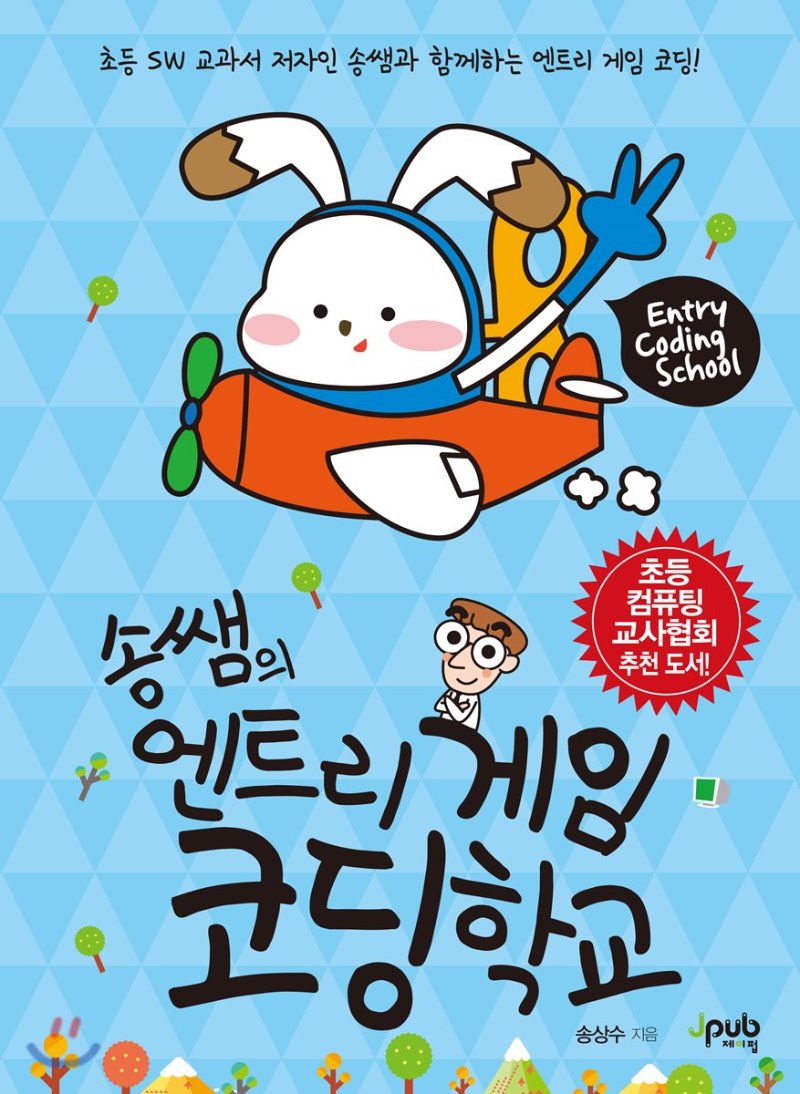 초등 SW 교과서 저자인 송쌤과 함께하는 엔트리 게임 코딩!
Entry
Coding
School
초등
컴퓨팅
교사협회
추천 도서!
송쌤의
엔트리 게임
코딩학교
송상수 지음
Jpub
제이펍